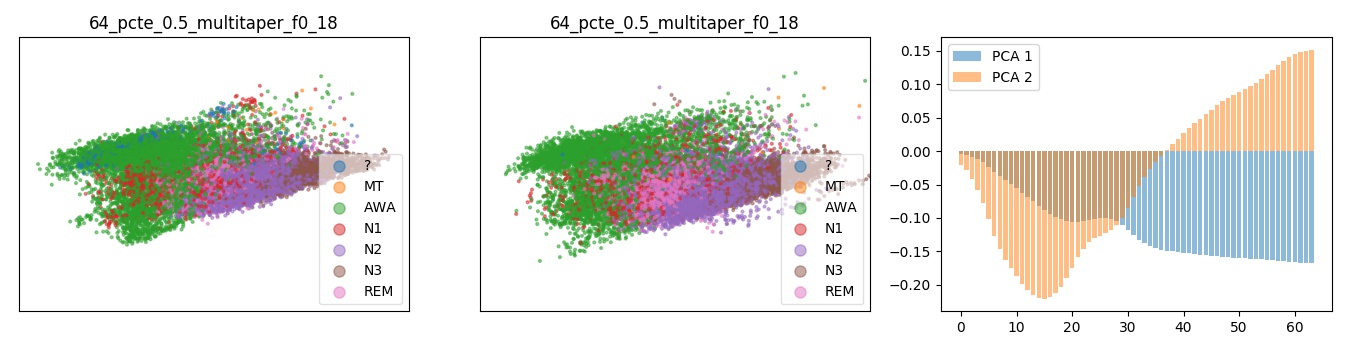 64_pcte_0.5_multitaper_f0_18
?
MT
AWA
N1
N2
N3
REM
64_pcte_0.5_multitaper_f0_18
?
MT
AWA
N1
N2
N3
REM
PCA 1
PCA 2
0.15
0.10
0.05
0.00
−0.05
−0.10
−0.15
−0.20
0 10 20 30 40 50 60